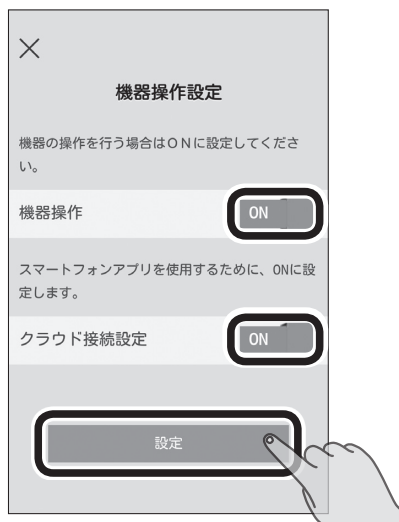 機器操作設定
機器の操作を行う場合はＯＮに設定してくださ
い。
機器操作 ON
スマートフォンアプリを使用するために、ONに設
定します。
クラウド接続設定 ON
設定